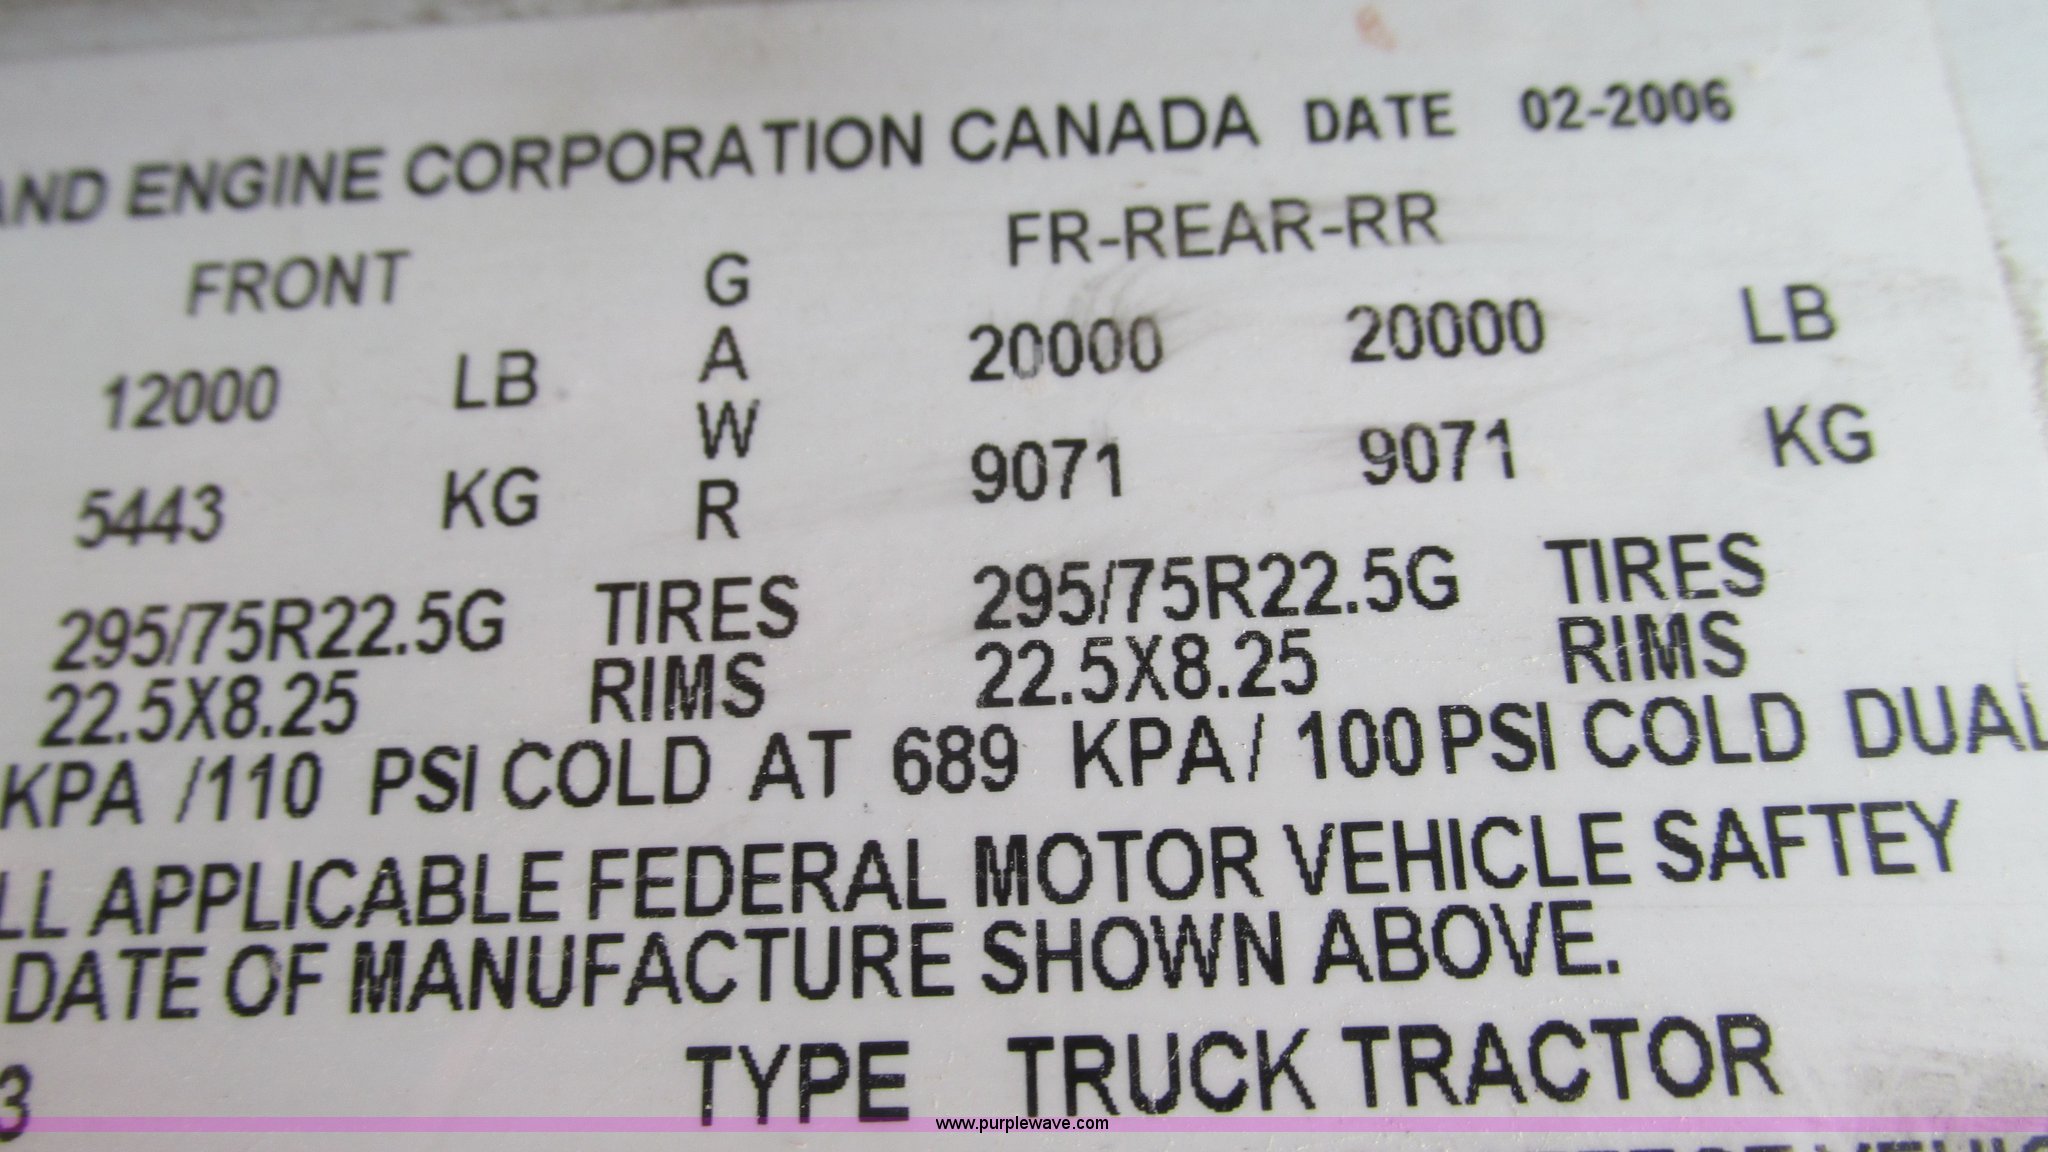 AND ENGINE CORPORATION CANADA DATE 02-2006
FRONT G FR-REAR-RR
12000 LB A 20000 20000 LB
W
5443 KG R 9071 9071 KG
295/75R22.5G TIRES 295/75R22.5G TIRES
22.5X8.25 RIMS 22.5X8.25 RIMS
KPA /110 PSI COLD AT 689 KPA/ 100 PSI COLD DUAL
LL APPLICABLE FEDERAL MOTOR VEHICLE SAFTEY
DATE OF MANUFACTURE SHOWN ABOVE.
3 TYPE TRUCK TRACTOR
www.purplewave.com